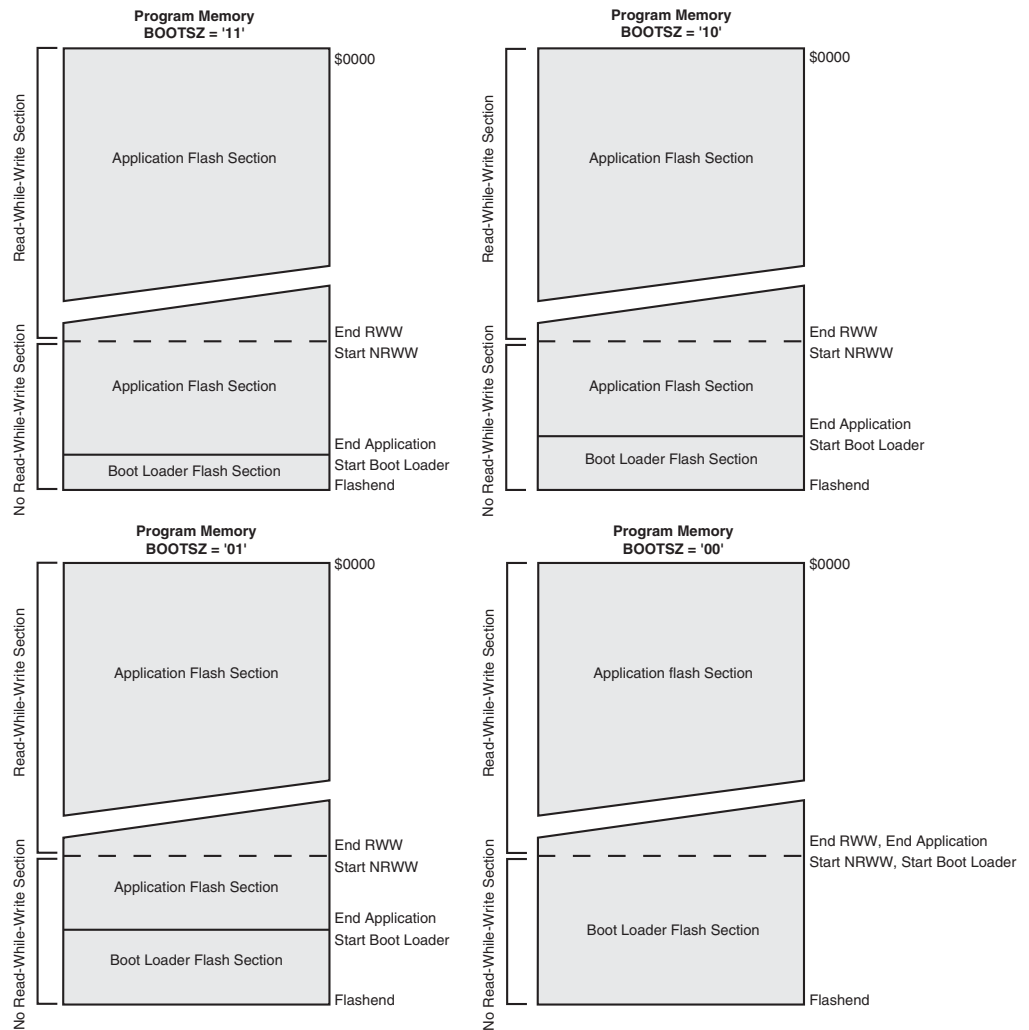 Program Memory
BOOTSZ = '11'
$0000
Read-While-Write Section
Application Flash Section
End RWW
Start NRWW
No Read-While-Write Section
Application Flash Section
End Application
Start Boot Loader
Boot Loader Flash Section
Flashend
Program Memory
BOOTSZ = '10'
$0000
Read-While-Write Section
Application Flash Section
End RWW
Start NRWW
No Read-While-Write Section
Application Flash Section
End Application
Start Boot Loader
Boot Loader Flash Section
Flashend
Program Memory
BOOTSZ = '01'
$0000
Read-While-Write Section
Application Flash Section
End RWW
Start NRWW
No Read-While-Write Section
Application Flash Section
End Application
Start Boot Loader
Boot Loader Flash Section
Flashend
Program Memory
BOOTSZ = '00'
$0000
Read-While-Write Section
Application flash Section
End RWW, End Application
Start NRWW, Start Boot Loader
No Read-While-Write Section
Boot Loader Flash Section
Flashend